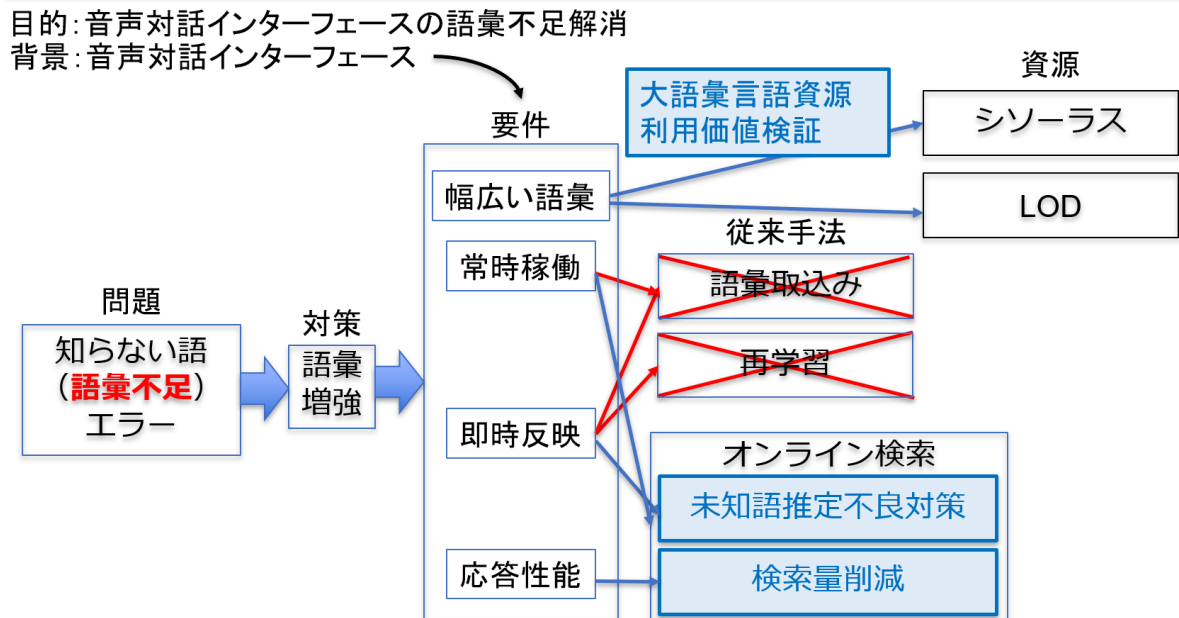 目的：音声対話インターフェースの語彙不足解消
背景：音声対話インターフェース
問題
知らない語
（語彙不足）
エラー
対策
語彙
増強
要件
幅広い語彙
常時稼働
即時反映
応答性能
大語彙言語資源
利用価値検証
資源
シソーラス
LOD
従来手法
語彙取込み
再学習
オンライン検索
未知語推定不良対策
検索量削減